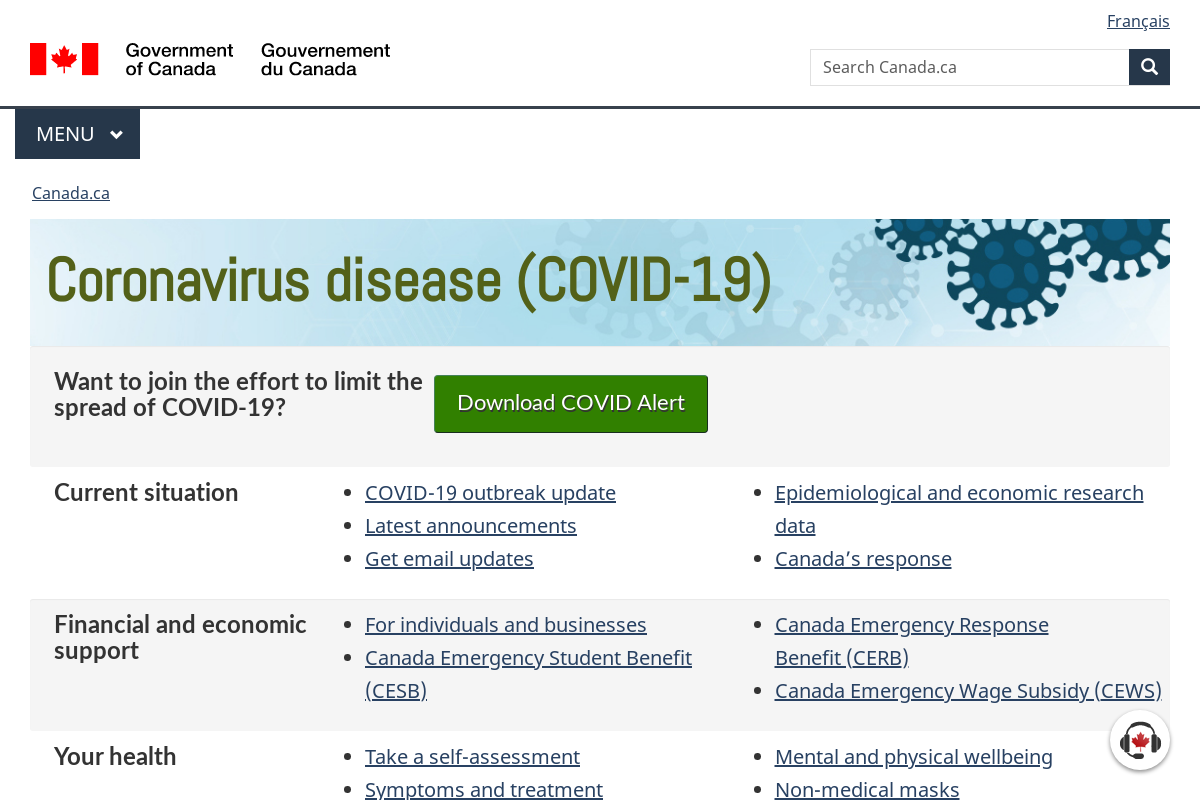 Français
Government
of Canada
Gouvernement
du Canada
Search Canada.ca
MENU
Canada.ca
Coronavirus disease (COVID-19)
Want to join the effort to limit the
spread of COVID-19?
Download COVID Alert
Current situation
COVID-19 outbreak update
Latest announcements
Get email updates
Epidemiological and economic research
data
Canada’s response
Financial and economic
support
For individuals and businesses
Canada Emergency Student Benefit
(CESB)
Canada Emergency Response
Benefit (CERB)
Canada Emergency Wage Subsidy (CEWS)
Your health
Take a self-assessment
Symptoms and treatment
Mental and physical wellbeing
Non-medical masks